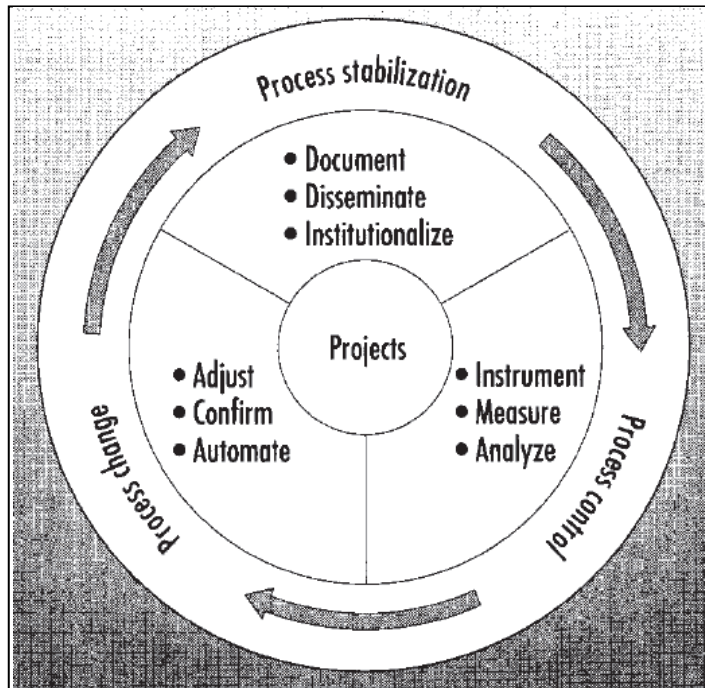 Process stabilization
• Document
• Disseminate
• Institutionalize
Projects
• Adjust
• Confirm
• Automate
• Instrument
• Measure
• Analyze
Process change
Process control